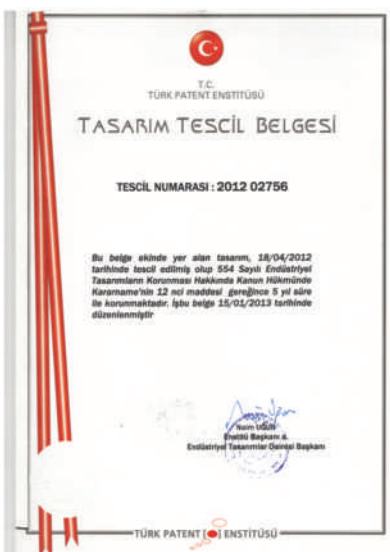 T.C.
TÜRK PATENT ENSTİTÜSÜ
TASARIM TESCİL BELGESİ
TESCİL NUMARASI : 2012 02756
Bu belge ekinde yer alan tasarım, 18/04/2012
tarihinde tescil edilmiş olup 554 Sayılı Endüstriyel
Tasarımların Korunması Hakkında Kanun Hükmünde
Kararname'nin 12 nci maddesi gereğince 5 yıl süre
ile korunmaktadır. İşbu belge 15/01/2013 tarihinde
düzenlenmiştir
Naim UĞUR
Enstitü Başkanı a.
Endüstriyel Tasarımlar Dairesi Başkanı
TÜRK PATENT ENSTİTÜSÜ